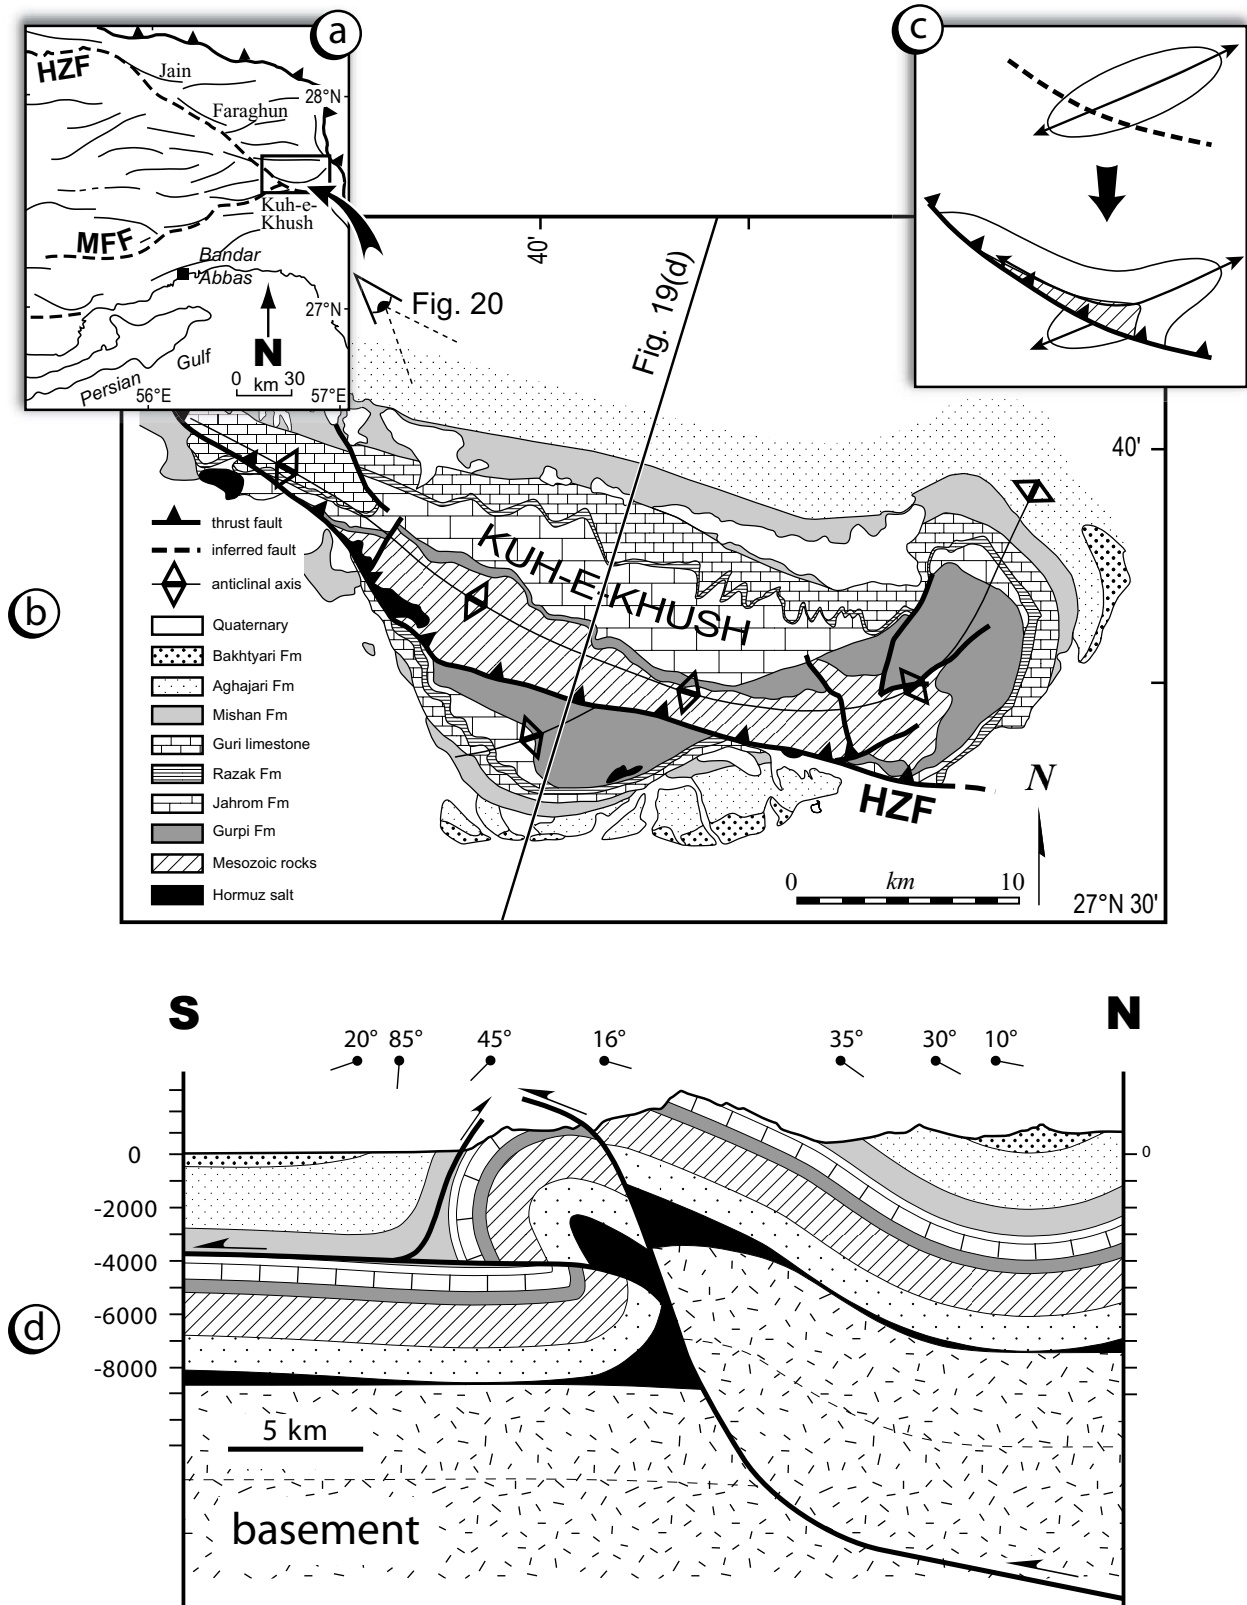 a
HZF
Jain
28°N
Faraghun
Kuh-e-
Khush
MFF
Bandar
Abbas
27°N
N
Gulf
Persian
0 km 30
56°E
57°E
c
b
40'
Fig. 19(d)
Fig. 20
40'
KUH-E-KHUSH
thrust fault
inferred fault
anticlinal axis
Quaternary
Bakhtyari Fm
Aghajari Fm
Mishan Fm
Guri limestone
Razak Fm
Jahrom Fm
Gurpi Fm
Mesozoic rocks
Hormuz salt
HZF
N
0 km 10
27°N 30'
d
S
N
20° 85° 45° 16° 35° 30° 10°
0
0
-2000
-4000
-6000
-8000
5 km
basement